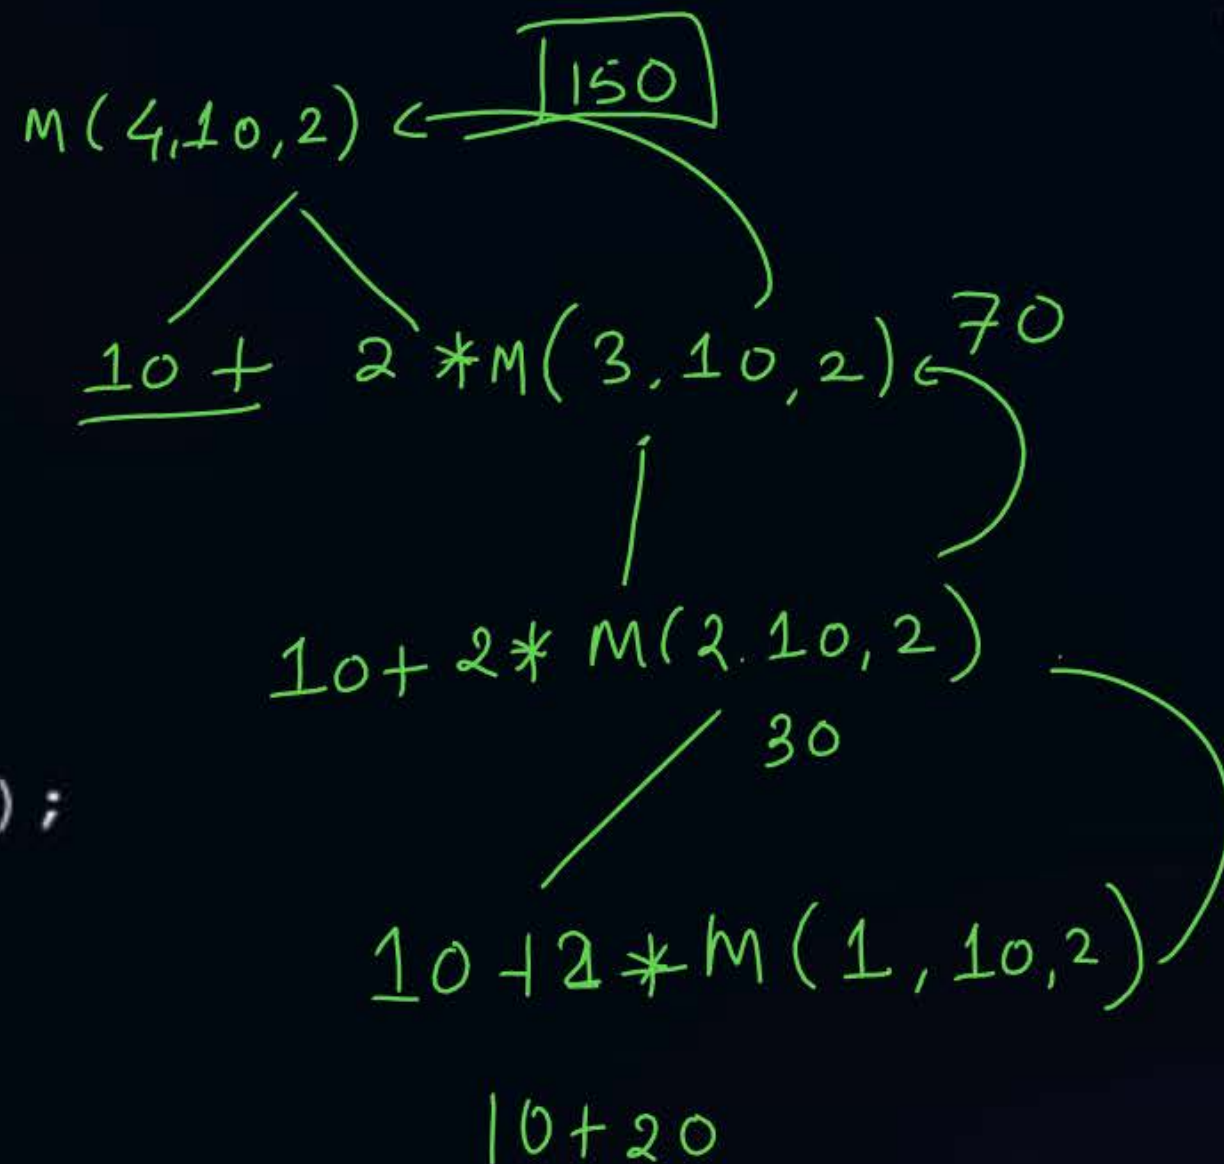 150
M(4,10,2)
70
10 + 2 *M(3,10,2)
10+ 2* M(2.10,2)
30
);
10+2*M(1,10,2)
10+20